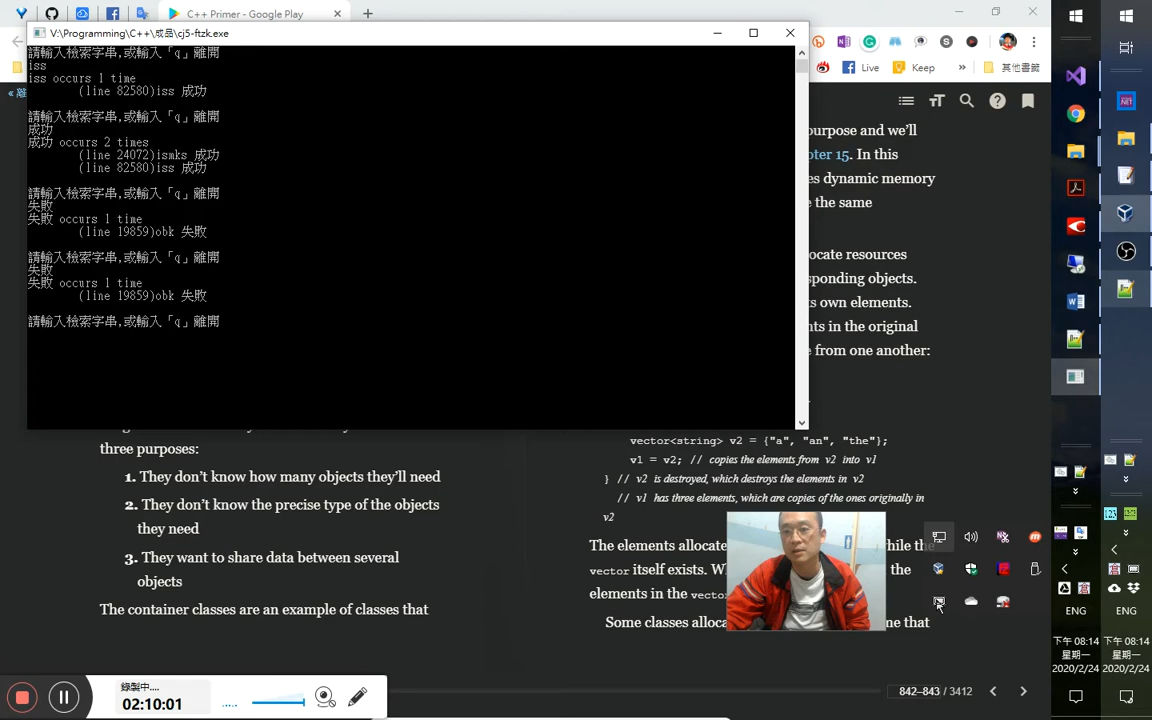 C++ Primer - Google Play
V:\Programming\C++\成品\cj5-ftzk.exe
請輸入檢索字串,或輸入「q」離開
iss
iss occurs 1 time
(line 82580)iss 成功
請輸入檢索字串,或輸入「q」離開
成功
成功 occurs 2 times
(line 24072)ismks 成功
(line 82580)iss 成功
請輸入檢索字串,或輸入「q」離開
失敗
失敗 occurs 1 time
(line 19859)obk 失敗
請輸入檢索字串,或輸入「q」離開
失敗
失敗 occurs 1 time
(line 19859)obk 失敗
請輸入檢索字串,或輸入「q」離開
Live
Keep
»
其他書籤
« 離
three purposes:
1. They don’t know how many objects they’ll need
2. They don’t know the precise type of the objects
they need
3. They want to share data between several
objects
The container classes are an example of classes that
purpose and we’ll
pter 15. In this
es dynamic memory
e the same
ocate resources
sponding objects.
s own elements.
nts in the original
e from one another:
vector<string> v2 = {"a", "an", "the"};
v1 = v2; // copies the elements from v2 into v1
} // v2 is destroyed, which destroys the elements in v2
// v1 has three elements, which are copies of the ones originally in
v2
The elements allocate
hile the
vector itself exists. W
the
elements in the vecto
Some classes alloca
ne that
842–843 / 3412
錄製中....
02:10:01
.NET
ENG
下午 08:14
星期一
2020/2/24
ENG
下午 08:14
星期一
2020/2/24